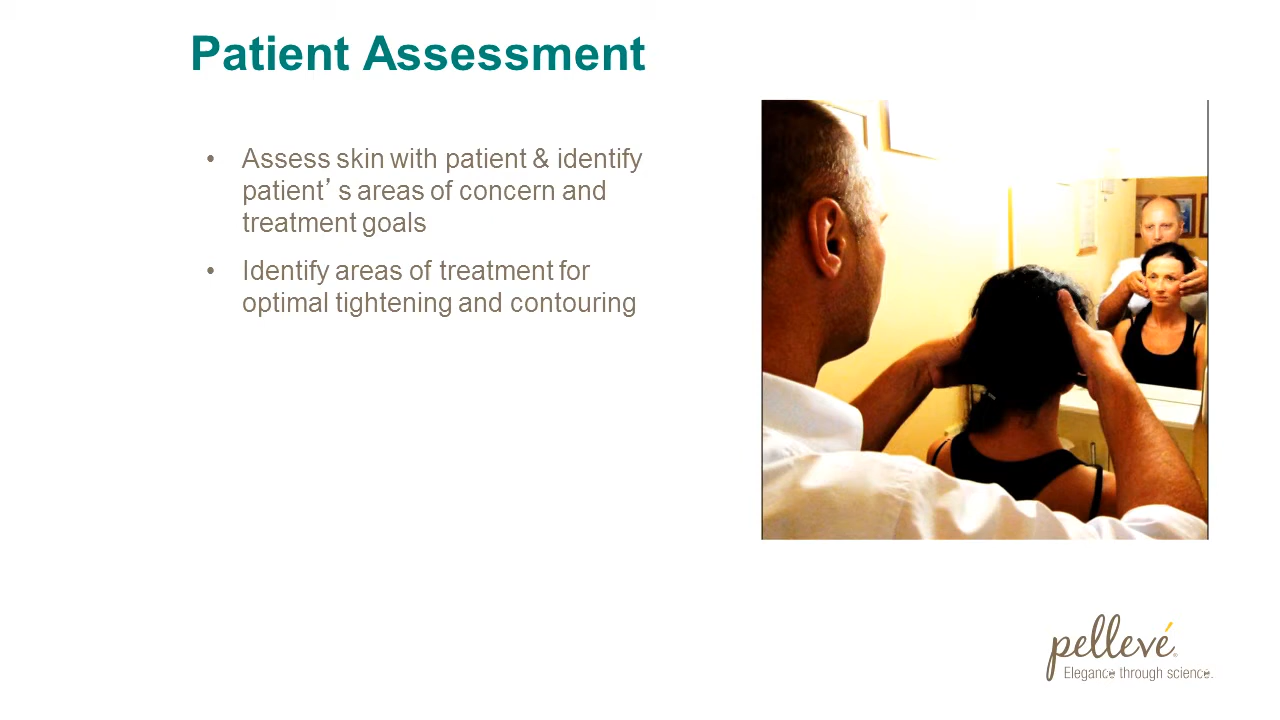 Patient Assessment
• Assess skin with patient & identify
patient’s areas of concern and
treatment goals
• Identify areas of treatment for
optimal tightening and contouring
pellevé®
Elegance through science.